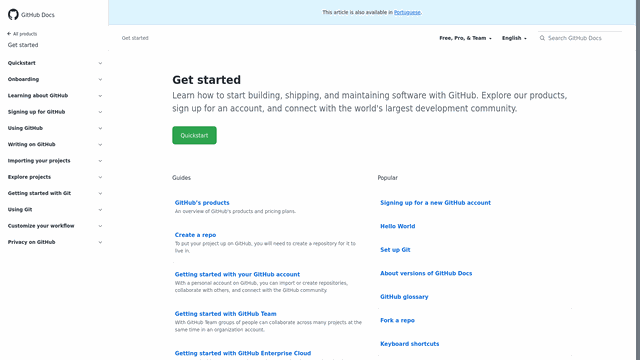 GitHub Docs
All products
Get started
Quickstart
Onboarding
Learning about GitHub
Signing up for GitHub
Using GitHub
Writing on GitHub
Importing your projects
Explore projects
Getting started with Git
Using Git
Customize your workflow
Privacy on GitHub
This article is also available in Portuguese.
Get started
Free, Pro, & Team
English
Search GitHub Docs
Get started
Learn how to start building, shipping, and maintaining software with GitHub. Explore our products,
sign up for an account, and connect with the world's largest development community.
Quickstart
Guides
GitHub's products
An overview of GitHub's products and pricing plans.
Create a repo
To put your project up on GitHub, you will need to create a repository for it to
live in.
Getting started with your GitHub account
With a personal account on GitHub, you can import or create repositories,
collaborate with others, and connect with the GitHub community.
Getting started with GitHub Team
With GitHub Team groups of people can collaborate across many projects at the
same time in an organization account.
Getting started with GitHub Enterprise Cloud
Popular
Signing up for a new GitHub account
Hello World
Set up Git
About versions of GitHub Docs
GitHub glossary
Fork a repo
Keyboard shortcuts